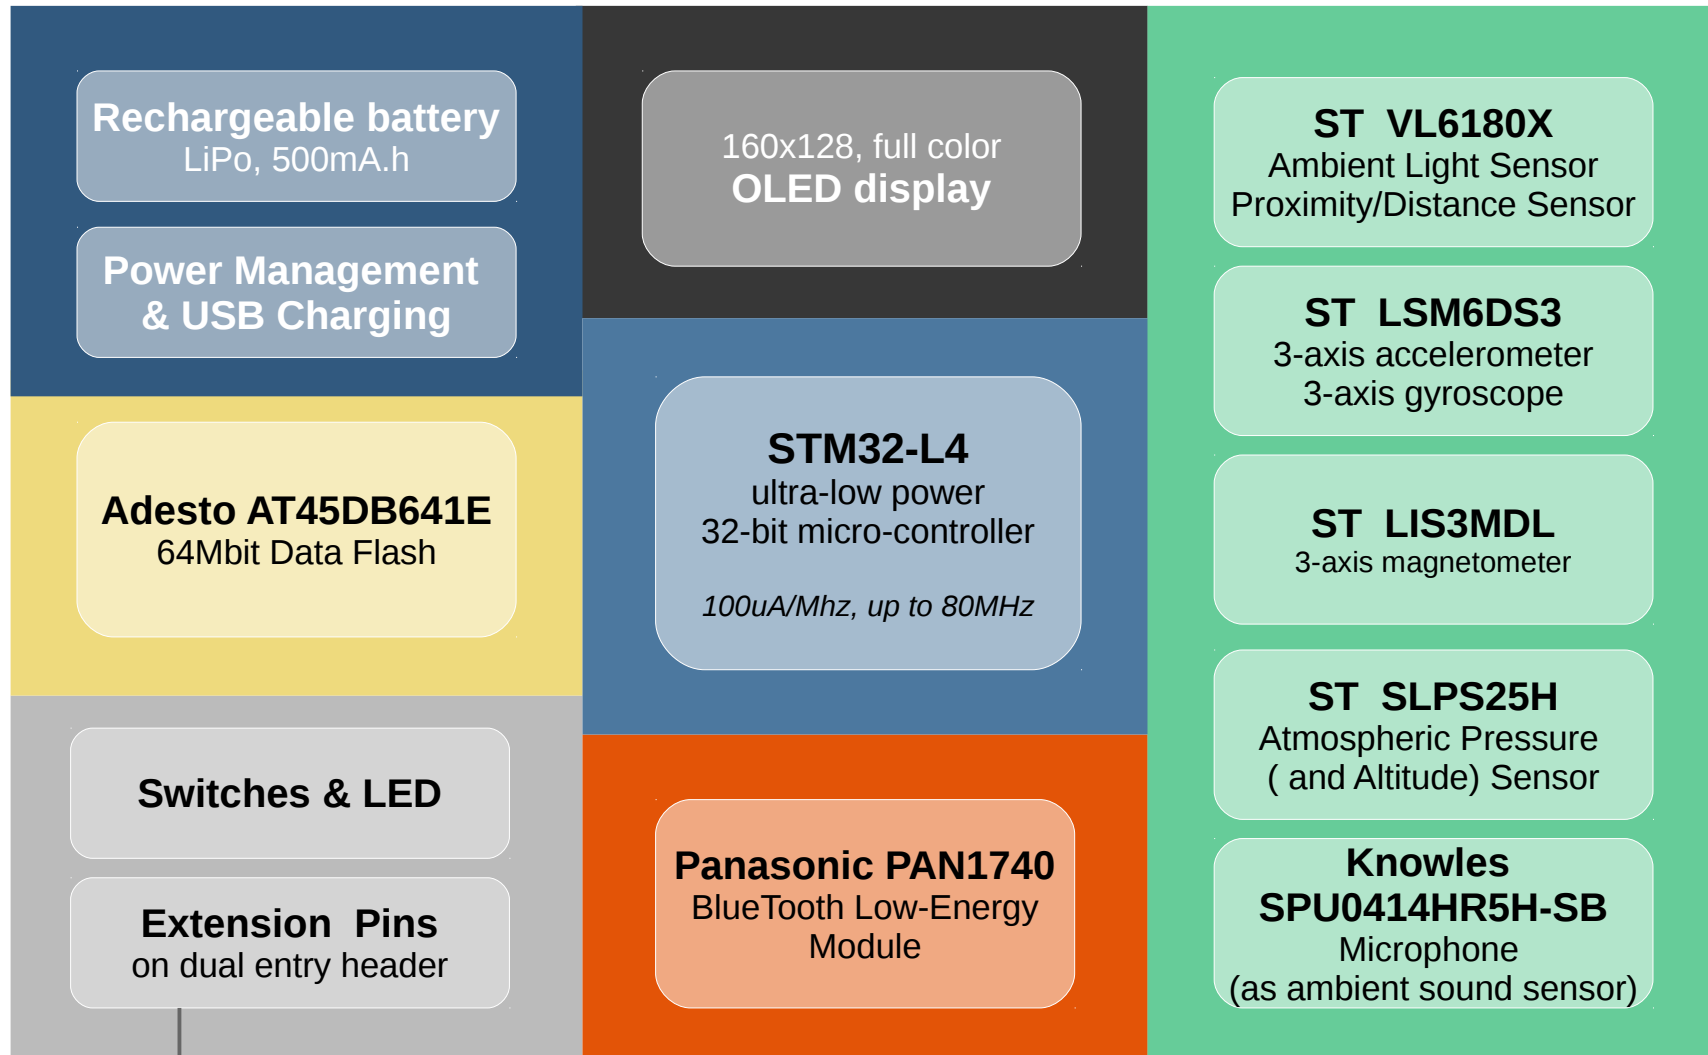 Rechargeable battery
LiPo, 500mA.h
Power Management
& USB Charging
Adesto AT45DB641E
64Mbit Data Flash
Switches & LED
Extension Pins
on dual entry header
160x128, full color
OLED display
STM32-L4
ultra-low power
32-bit micro-controller
100uA/Mhz, up to 80MHz
Panasonic PAN1740
BlueTooth Low-Energy
Module
ST VL6180X
Ambient Light Sensor
Proximity/Distance Sensor
ST LSM6DS3
3-axis accelerometer
3-axis gyroscope
ST LIS3MDL
3-axis magnetometer
ST SLPS25H
Atmospheric Pressure
( and Altitude) Sensor
Knowles
SPU0414HR5H-SB
Microphone
(as ambient sound sensor)